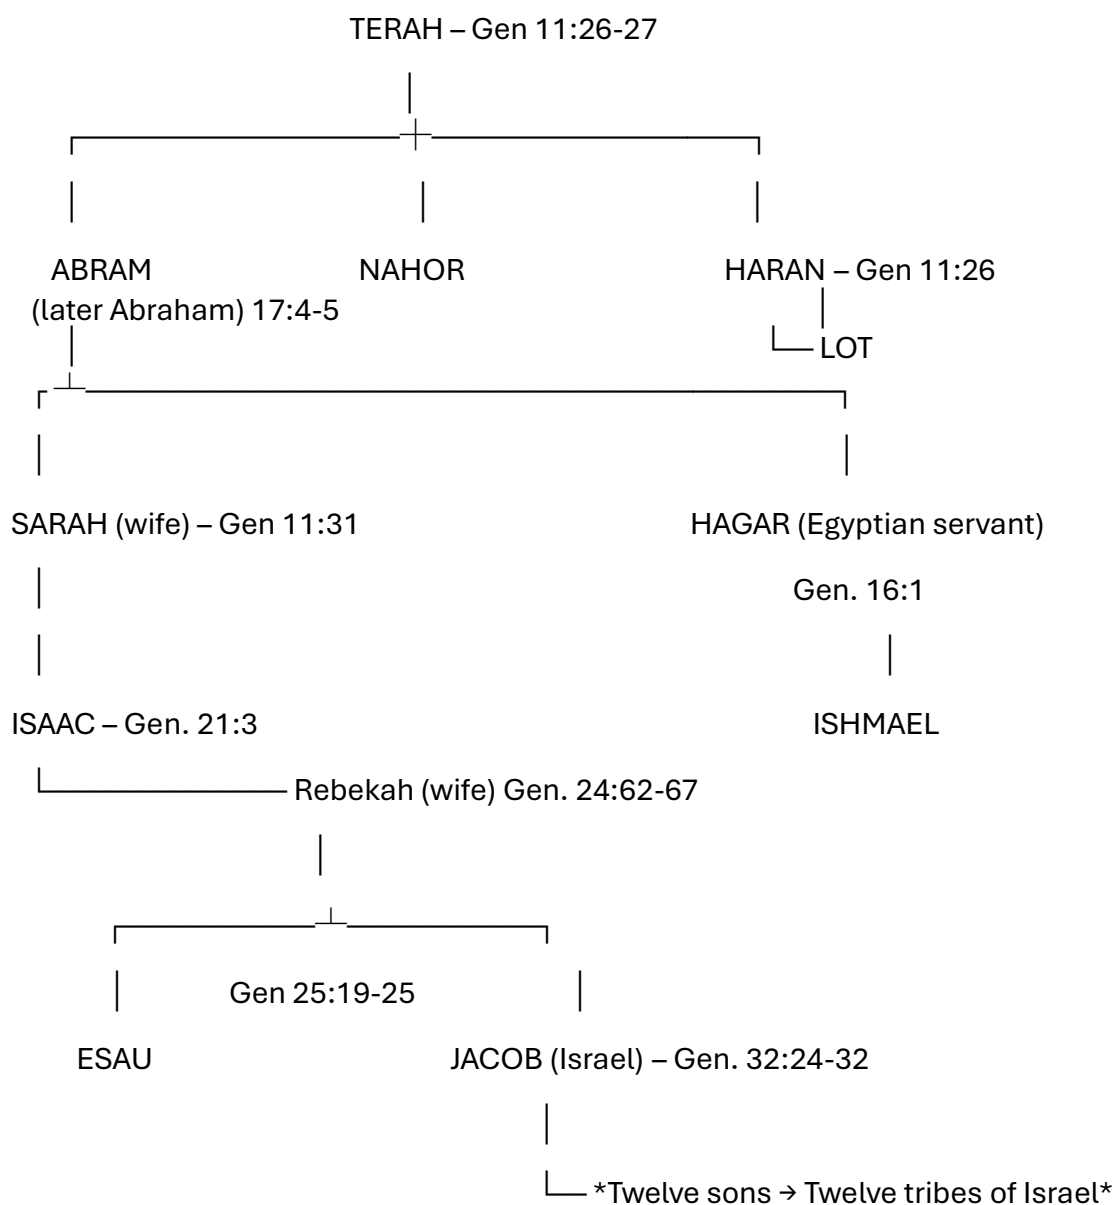 TERAH – Gen 11:26-27
ABRAM NAHOR HARAN – Gen 11:26
(later Abraham) 17:4-5
LOT
SARAH (wife) – Gen 11:31 HAGAR (Egyptian servant)
Gen. 16:1
ISAAC – Gen. 21:3 ISHMAEL
Rebekah (wife) Gen. 24:62-67
Gen 25:19-25
ESAU JACOB (Israel) – Gen. 32:24-32
*Twelve sons → Twelve tribes of Israel*